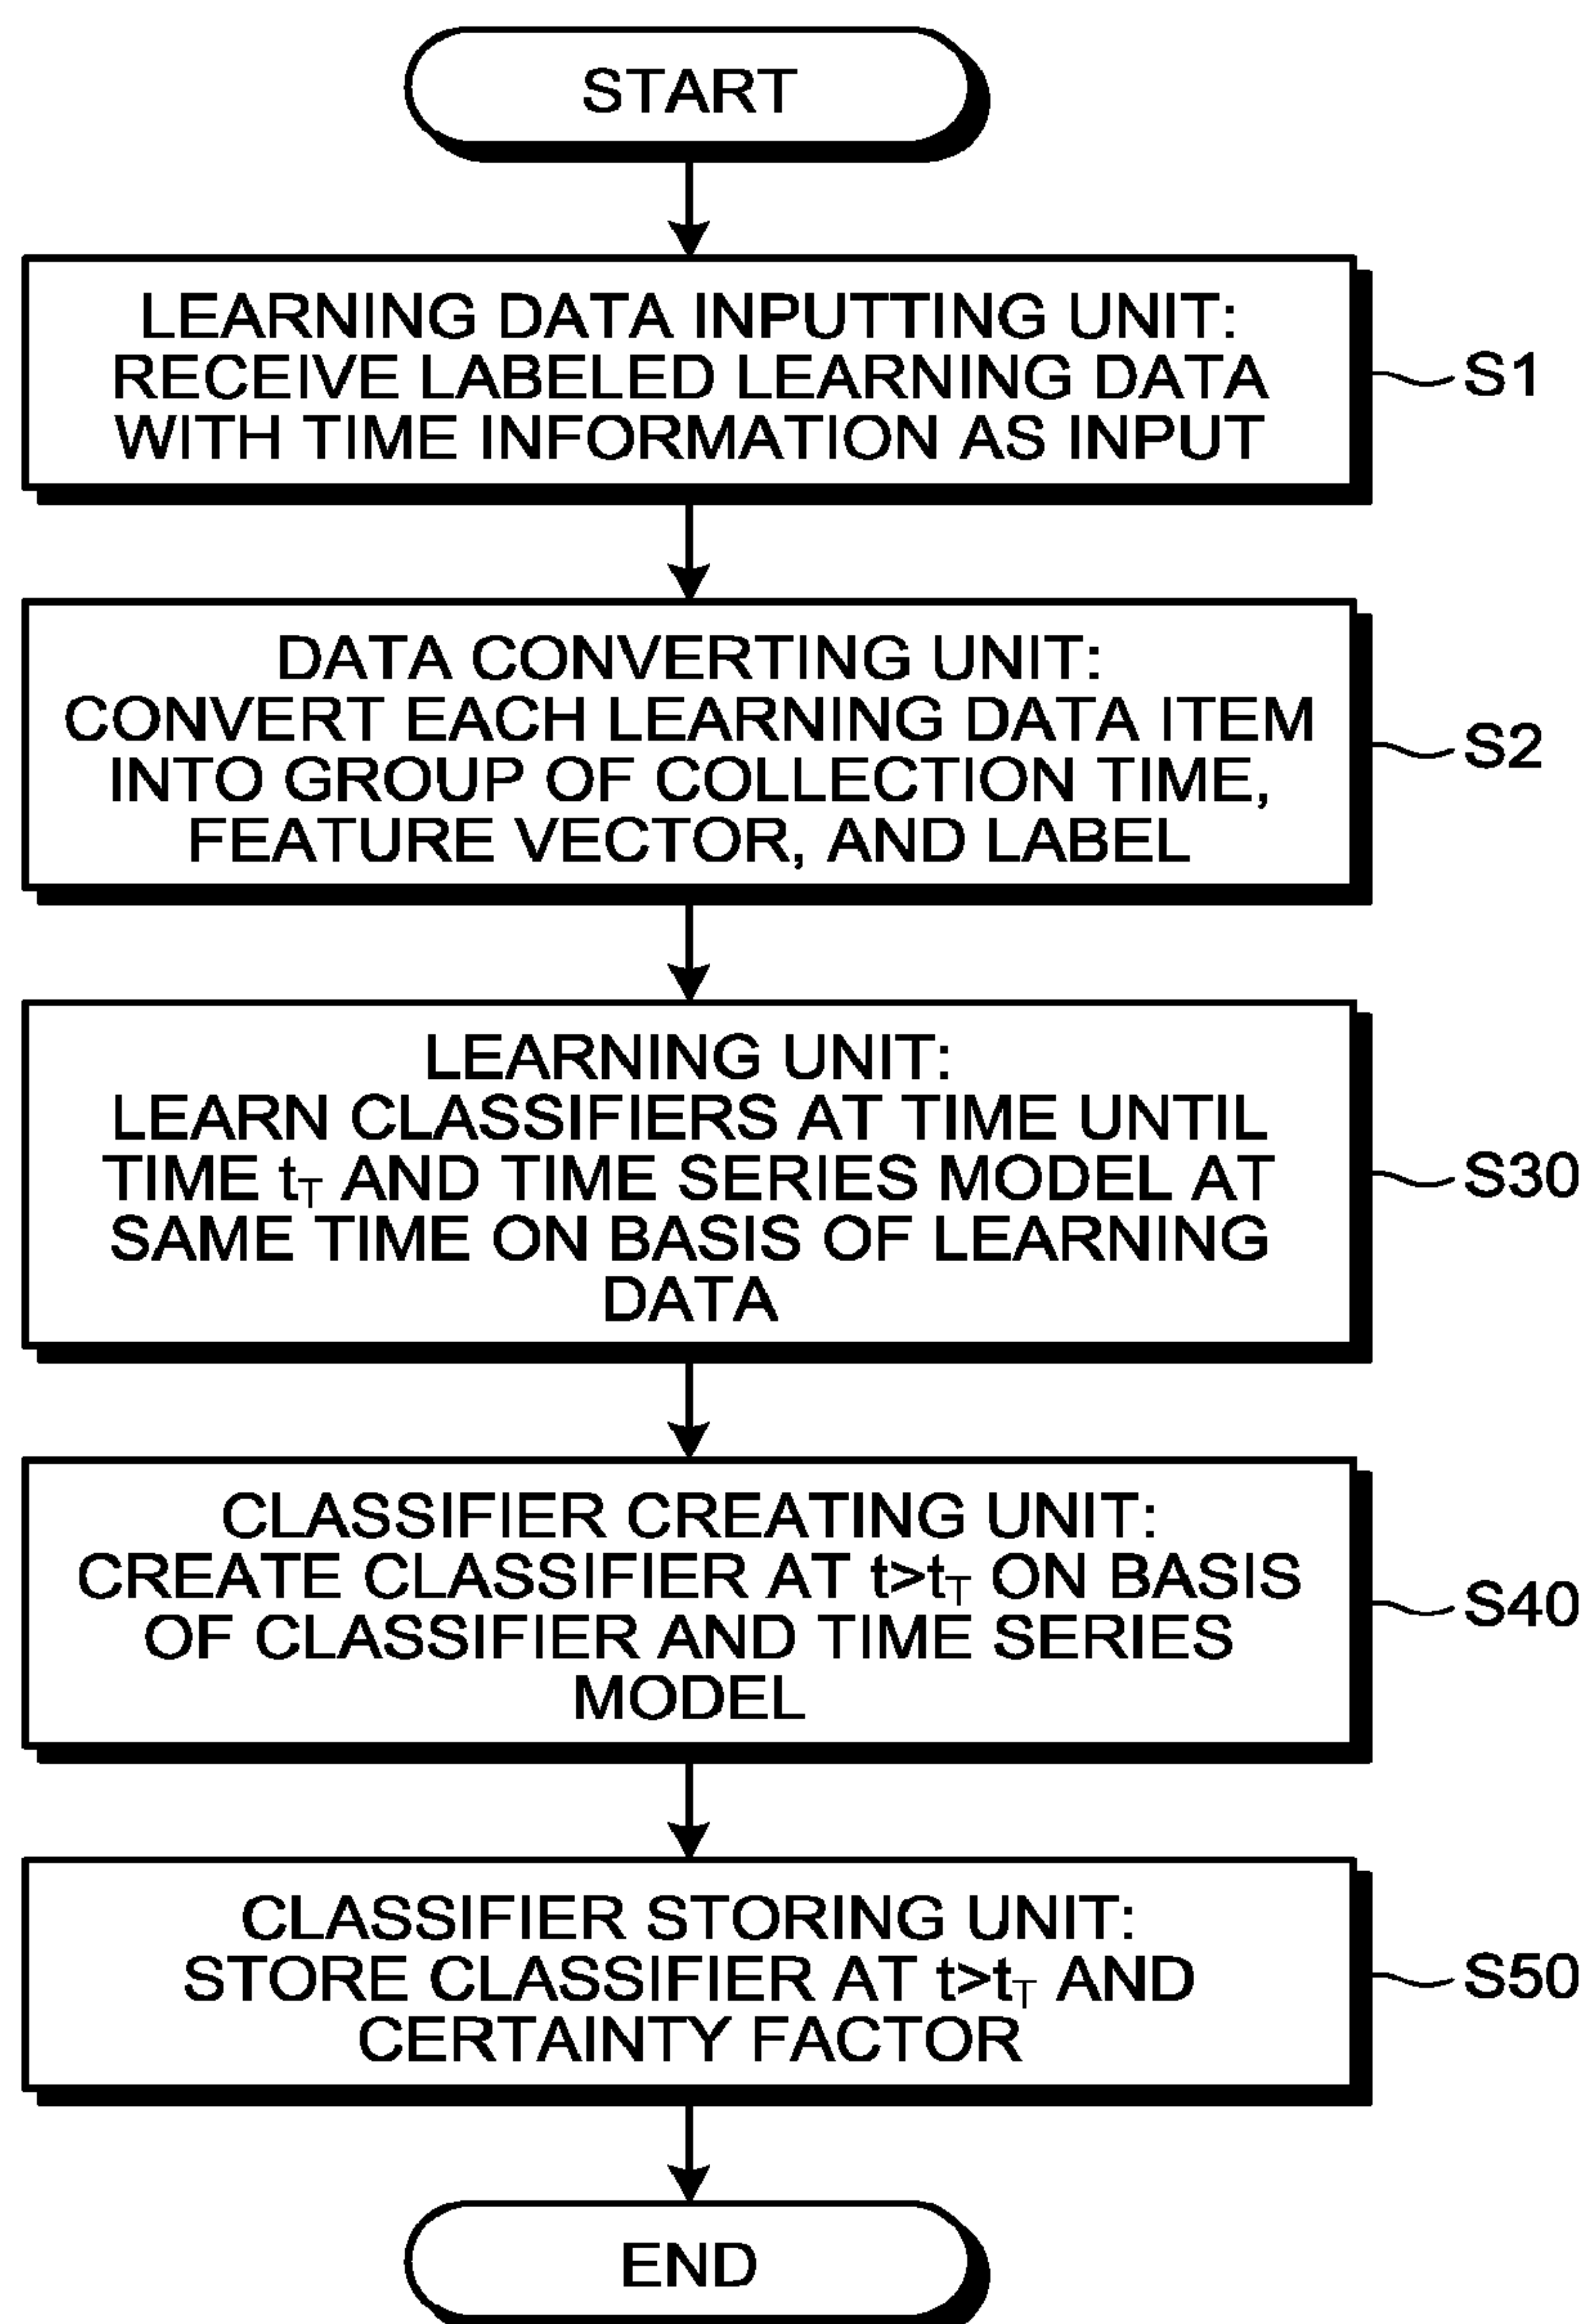 START
LEARNING DATA INPUTTING UNIT:
RECEIVE LABELED LEARNING DATA
WITH TIME INFORMATION AS INPUT
S1
DATA CONVERTING UNIT:
CONVERT EACH LEARNING DATA ITEM
INTO GROUP OF COLLECTION TIME,
FEATURE VECTOR, AND LABEL
S2
LEARNING UNIT:
LEARN CLASSIFIERS AT TIME UNTIL
TIME t_T AND TIME SERIES MODEL AT
SAME TIME ON BASIS OF LEARNING
DATA
S30
CLASSIFIER CREATING UNIT:
CREATE CLASSIFIER AT t>t_T ON BASIS
OF CLASSIFIER AND TIME SERIES
MODEL
S40
CLASSIFIER STORING UNIT:
STORE CLASSIFIER AT t>t_T AND
CERTAINTY FACTOR
S50
END